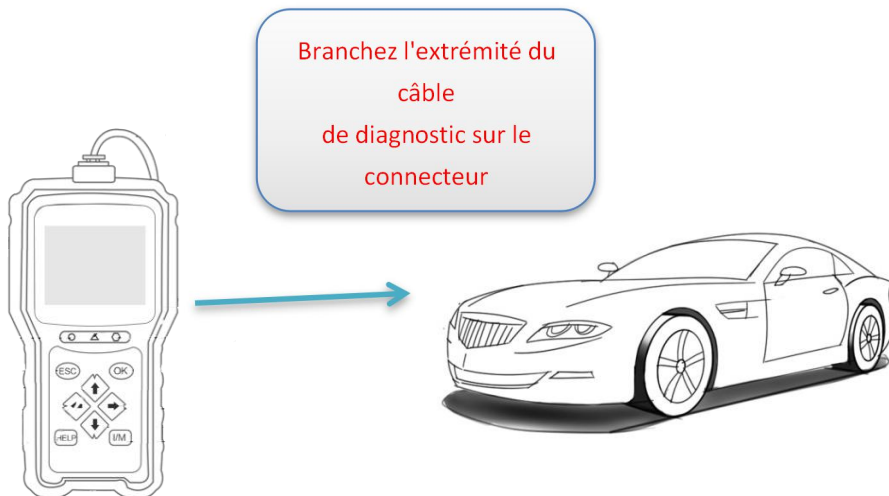 Branchez l'extrémité du
câble
de diagnostic sur le
connecteur
ESC OK
HELP I/M